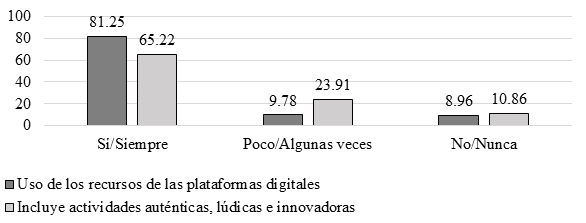 100
80
60
40
20
0
81.25
65.22
9.78
23.91
8.96
10.86
Sí/Siempre
Poco/Algunas veces
No/Nunca
Uso de los recursos de las plataformas digitales
Incluye actividades auténticas, lúdicas e innovadoras